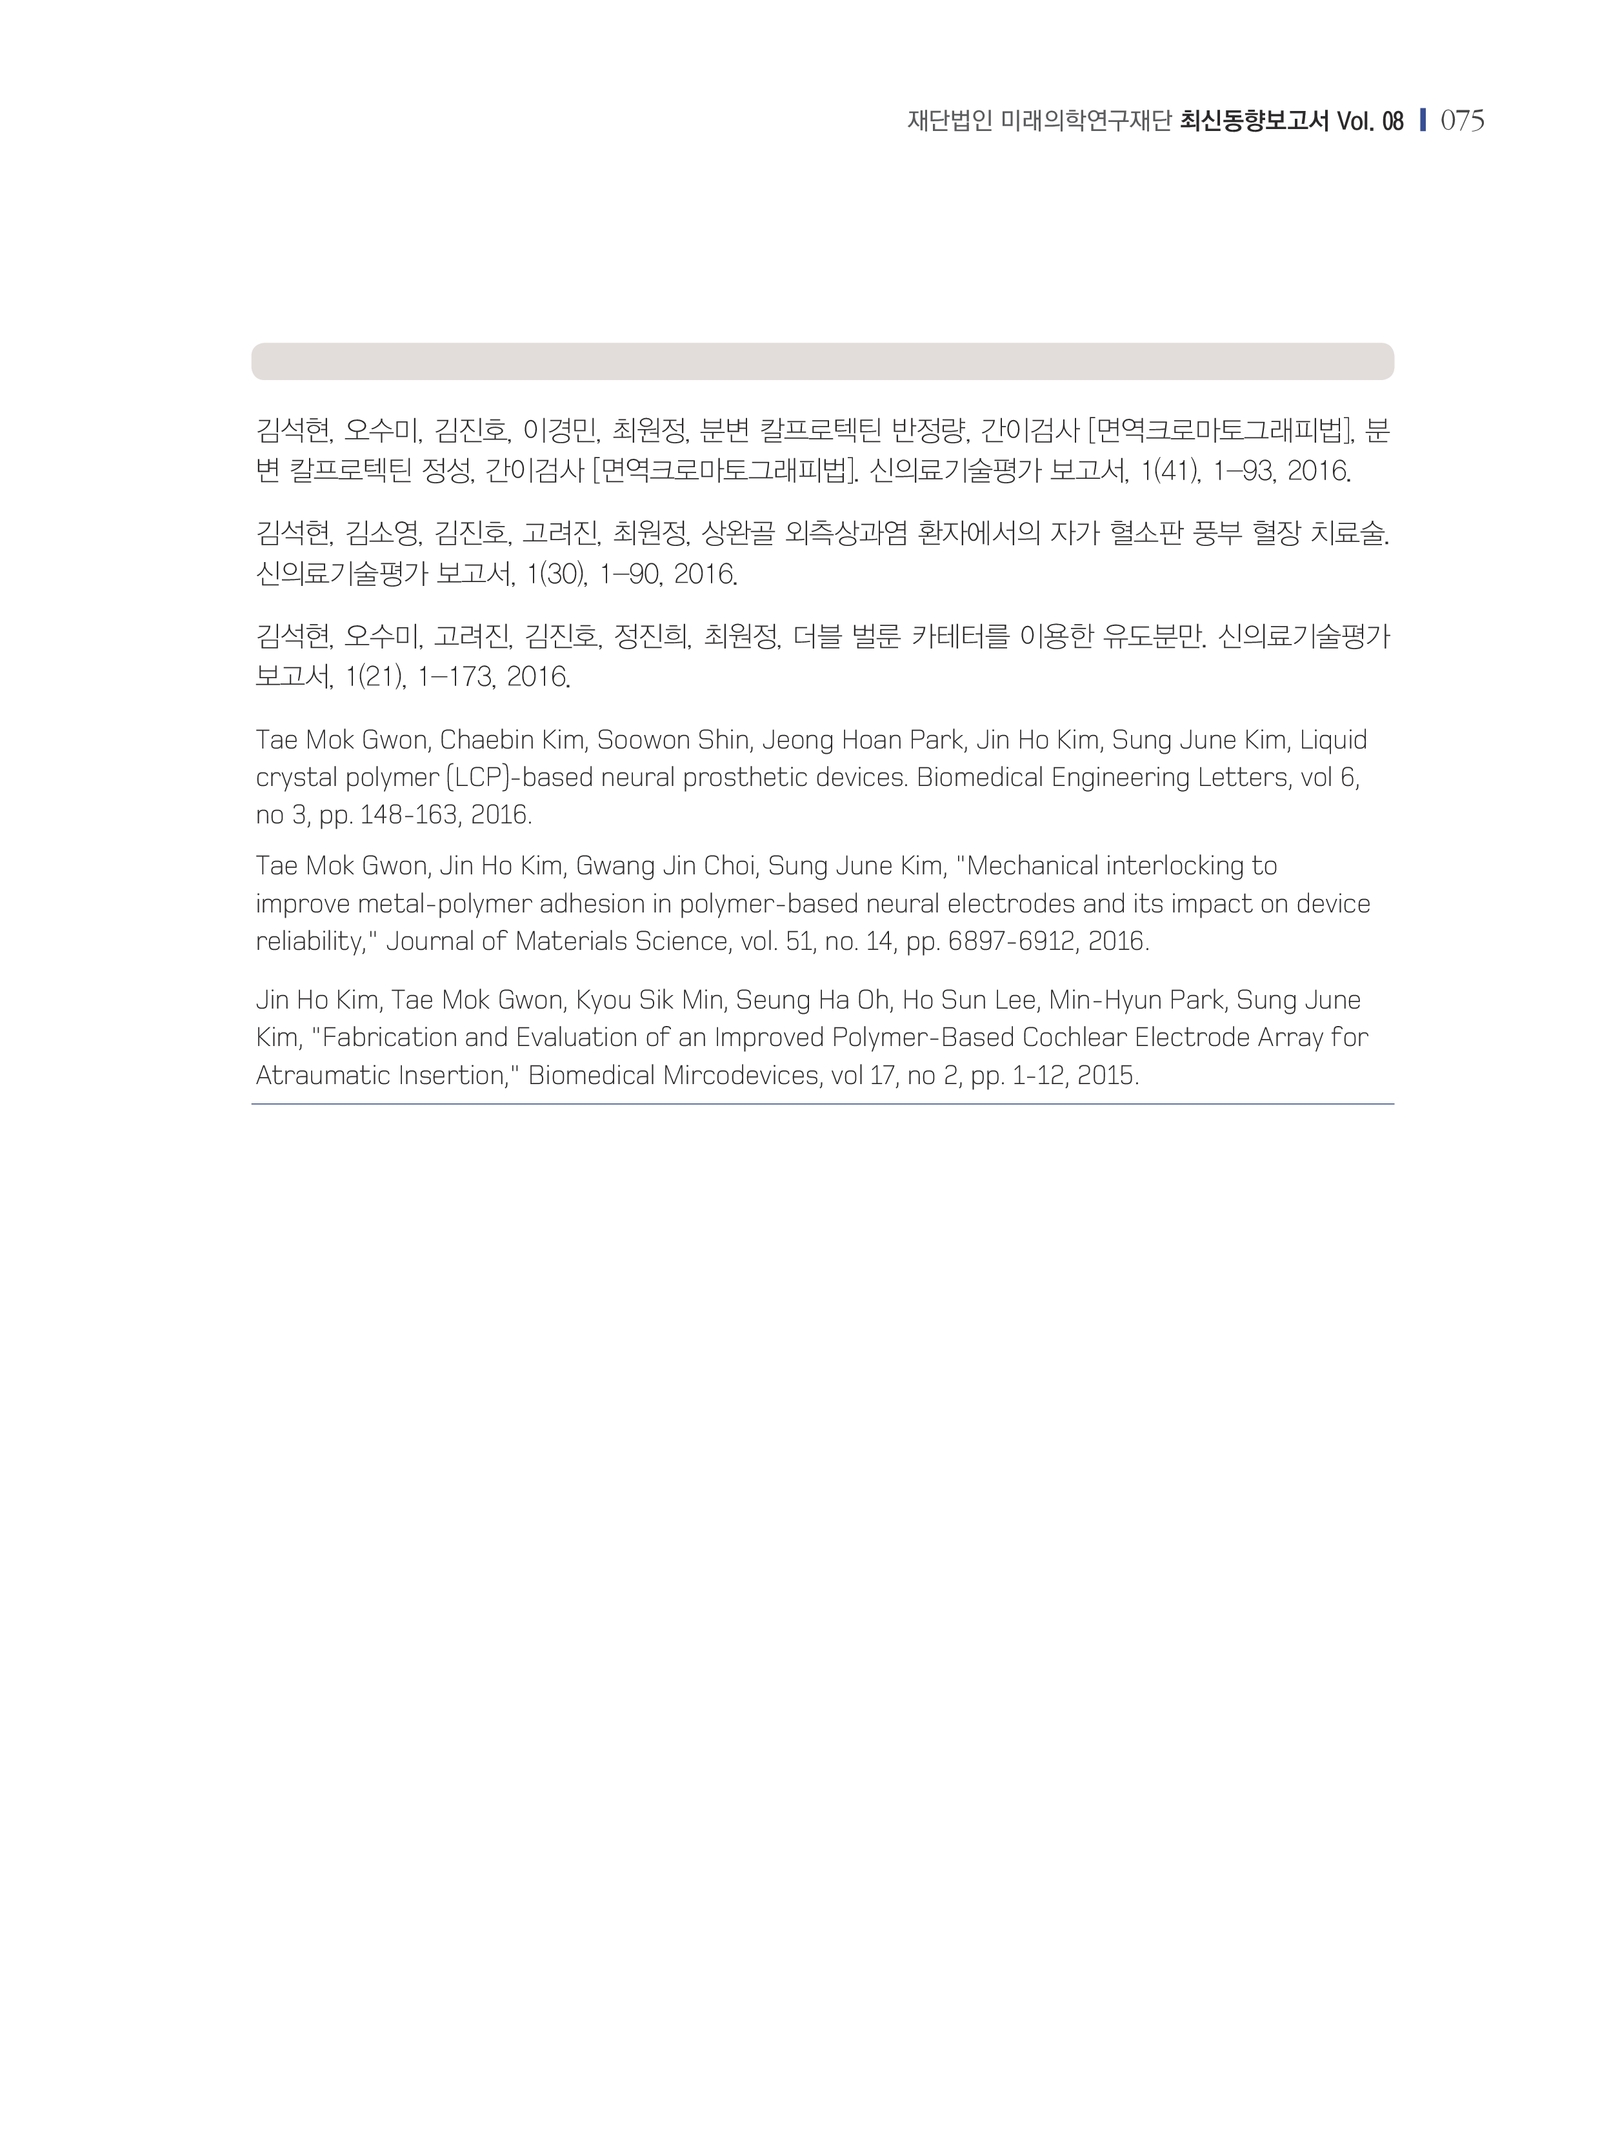 재단법인 미래의학연구재단 최신동향보고서 Vol. 08 075
김석현, 오수미, 김진호, 이경민, 최원정, 분변 칼프로텍틴 반정량, 간이검사 [면역크로마토그래피법], 분
변 칼프로텍틴 정성, 간이검사 [면역크로마토그래피법]. 신의료기술평가 보고서, 1(41), 1–93, 2016.
김석현, 김소영, 김진호, 고려진, 최원정, 상완골 외측상과염 환자에서의 자가 혈소판 풍부 혈장 치료술.
신의료기술평가 보고서, 1(30), 1–90, 2016.
김석현, 오수미, 고려진, 김진호, 정진희, 최원정, 더블 벌룬 카테터를 이용한 유도분만. 신의료기술평가
보고서, 1(21), 1–173, 2016.
Tae Mok Gwon, Chaebin Kim, Soowon Shin, Jeong Hoan Park, Jin Ho Kim, Sung June Kim, Liquid
crystal polymer (LCP)-based neural prosthetic devices. Biomedical Engineering Letters, vol 6,
no 3, pp. 148-163, 2016.
Tae Mok Gwon, Jin Ho Kim, Gwang Jin Choi, Sung June Kim, "Mechanical interlocking to
improve metal-polymer adhesion in polymer-based neural electrodes and its impact on device
reliability," Journal of Materials Science, vol. 51, no. 14, pp. 6897-6912, 2016.
Jin Ho Kim, Tae Mok Gwon, Kyou Sik Min, Seung Ha Oh, Ho Sun Lee, Min-Hyun Park, Sung June
Kim, "Fabrication and Evaluation of an Improved Polymer-Based Cochlear Electrode Array for
Atraumatic Insertion," Biomedical Mircodevices, vol 17, no 2, pp. 1-12, 2015.